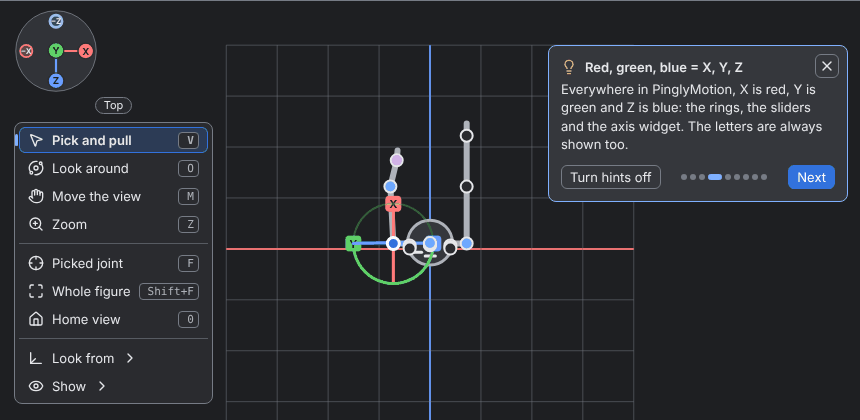 -Z
-X
Y
X
Z
Top
Pick and pull V
Look around O
Move the view M
Zoom Z
Picked joint F
Whole figure Shift+F
Home view 0
Look from
Show
X
Red, green, blue = X, Y, Z
Everywhere in PinglyMotion, X is red, Y is
green and Z is blue: the rings, the sliders
and the axis widget. The letters are always
shown too.
Turn hints off
Next